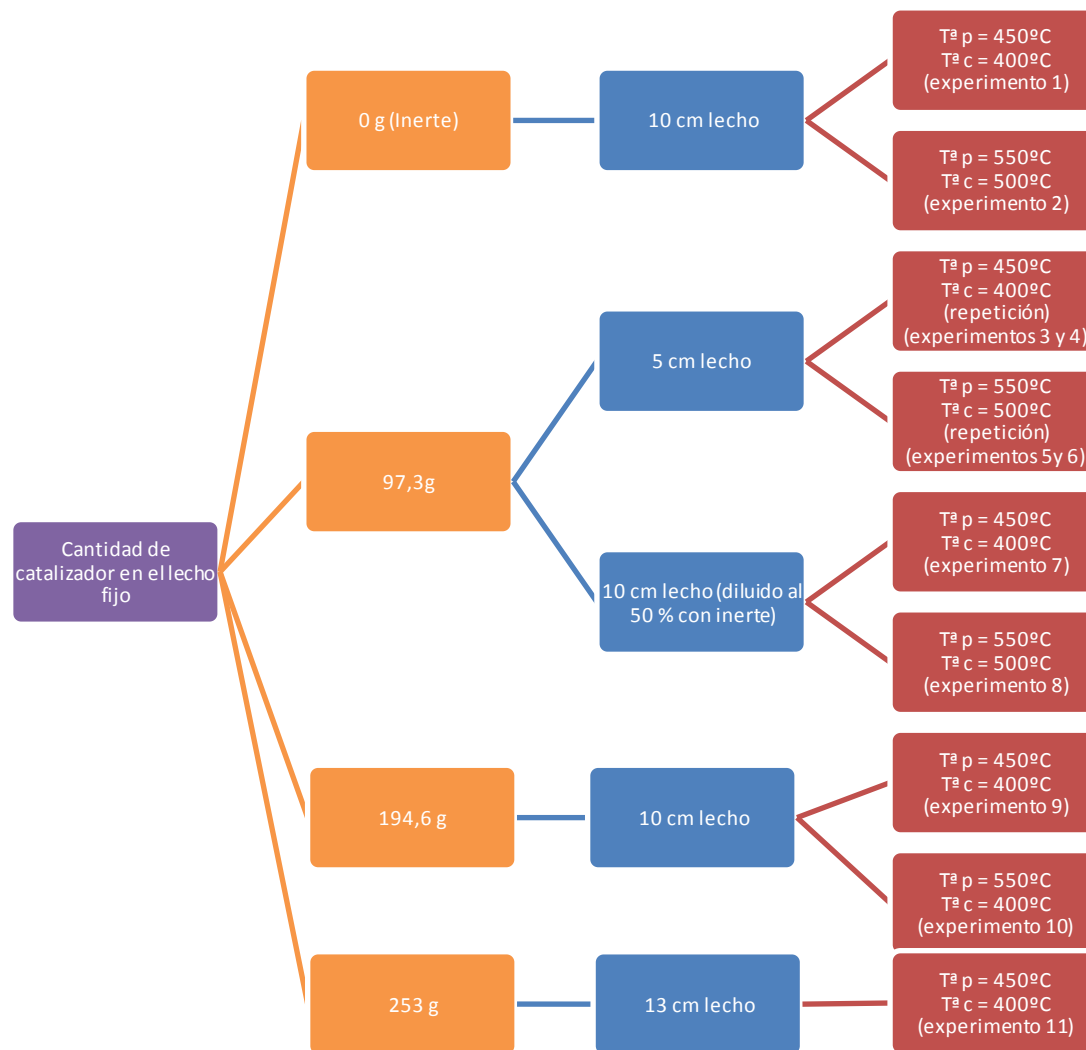 Cantidad de
catalizador en el lecho
fijo
0 g (Inerte)
10 cm lecho
Tª p = 450ºC
Tª c = 400ºC
(experimento 1)
Tª p = 550ºC
Tª c = 500ºC
(experimento 2)
97,3g
5 cm lecho
Tª p = 450ºC
Tª c = 400ºC
(repetición)
(experimentos 3 y 4)
Tª p = 550ºC
Tª c = 500ºC
(repetición)
(experimentos 5y 6)
10 cm lecho (diluido al
50 % con inerte)
Tª p = 450ºC
Tª c = 400ºC
(experimento 7)
Tª p = 550ºC
Tª c = 500ºC
(experimento 8)
194,6 g
10 cm lecho
Tª p = 450ºC
Tª c = 400ºC
(experimento 9)
Tª p = 550ºC
Tª c = 400ºC
(experimento 10)
253 g
13 cm lecho
Tª p = 450ºC
Tª c = 400ºC
(experimento 11)